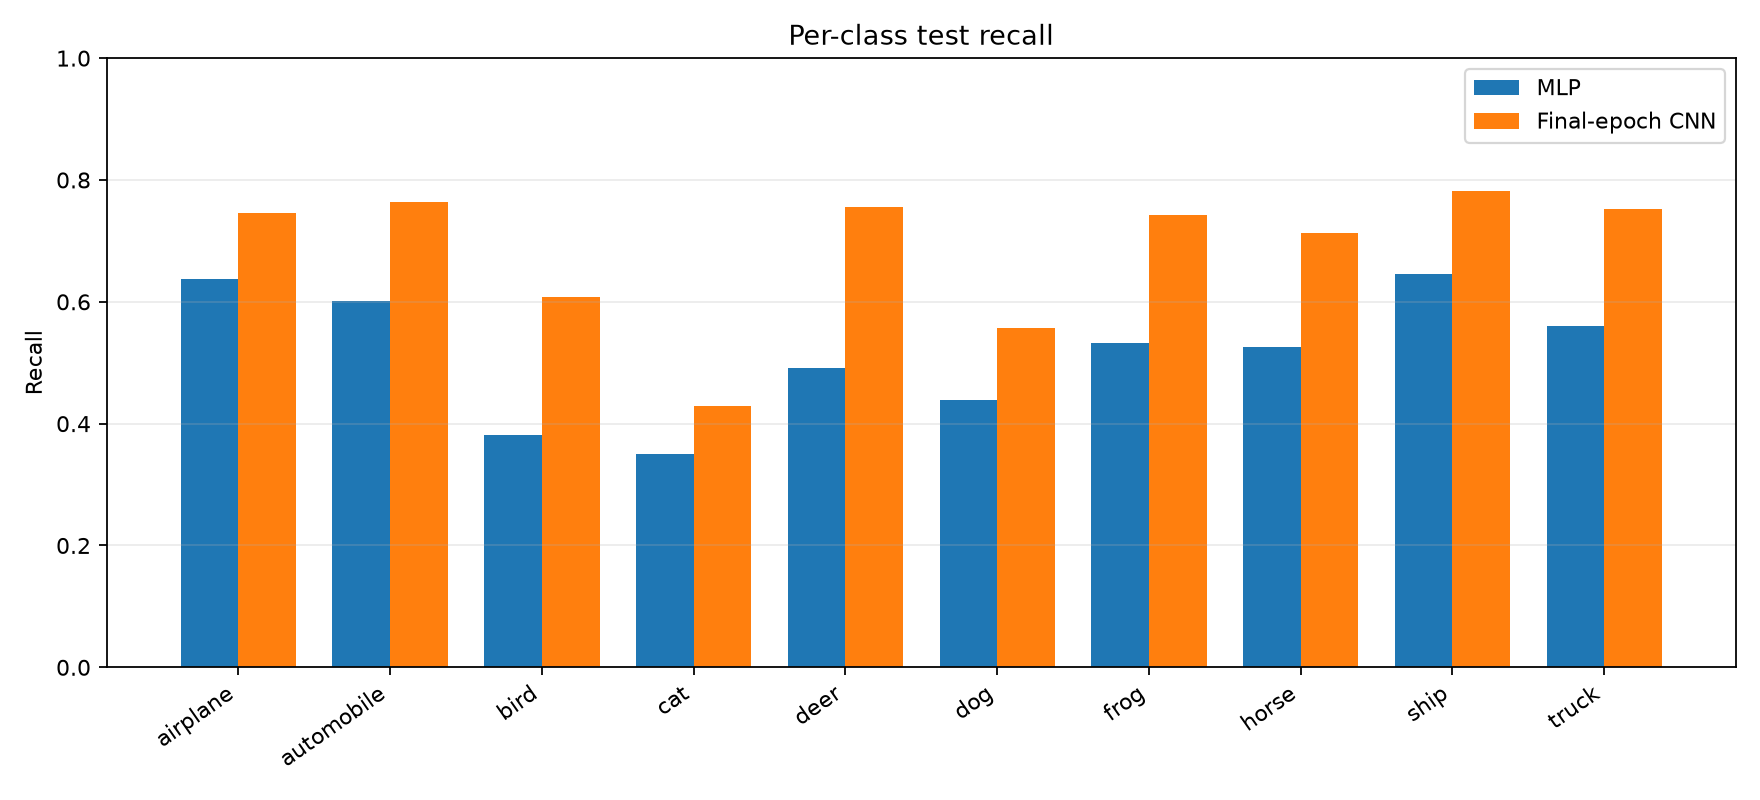 Per-class test recall
MLP
Final-epoch CNN
Recall
1.0
0.8
0.6
0.4
0.2
0.0
airplane
automobile
bird
cat
deer
dog
frog
horse
ship
truck